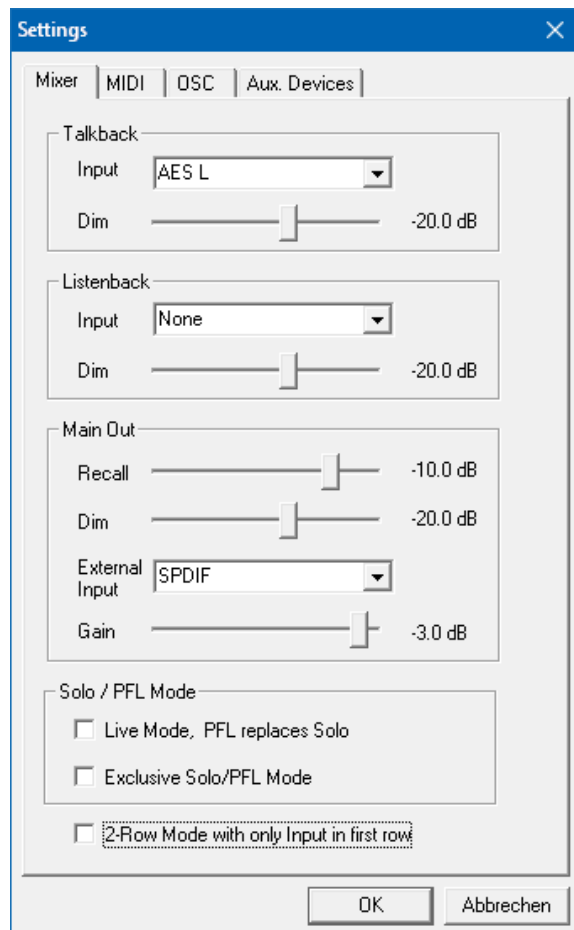 Settings
Mixer MIDI OSC Aux. Devices
Talkback
Input AES L
Dim -20.0 dB
Listenback
Input None
Dim -20.0 dB
Main Out
Recall -10.0 dB
Dim -20.0 dB
External
Input SPDIF
Gain -3.0 dB
Solo / PFL Mode
Live Mode, PFL replaces Solo
Exclusive Solo/PFL Mode
2-Row Mode with only Input in first row
OK Abbrechen